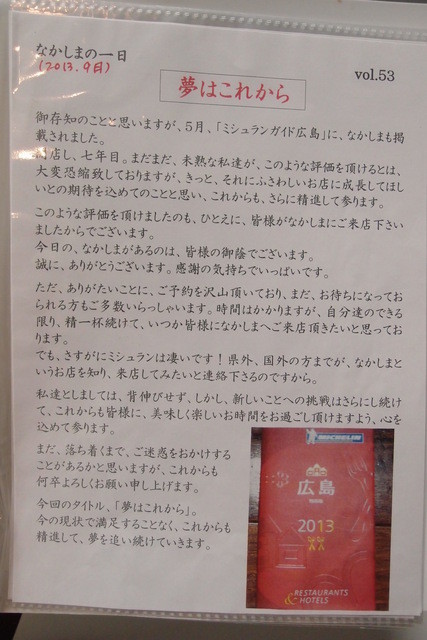 なかしまの一日
(2013.9月)
vol.53
夢はこれから
御存知のことと思いますが、5月、「ミシュランガイド広島」に、なかしまも掲
載されました。
開店し、七年目。まだまだ、未熟な私達が、このような評価を頂けるとは、
大変恐縮致しておりますが、きっと、それにふさわしいお店に成長してほし
いとの期待を込めてのことと思い、これからも、さらに精進して参ります。
このような評価を頂けましたのも、ひとえに、皆様がなかしまにご来店下さい
ましたからでございます。
今日の、なかしまがあるのは、皆様の御蔭でございます。
誠に、ありがとうございます。感謝の気持ちでいっぱいです。
ただ、ありがたいことに、ご予約を沢山頂いており、まだ、お待ちになってお
られる方もご多数いらっしゃいます。時間はかかりますが、自分達のできる
限り、精一杯続けて、いつか皆様になかしまへご来店頂きたいと思ってお
ります。
でも、さすがにミシュランは凄いです！県外、国外の方までが、なかしまと
いうお店を知り、来店してみたいと連絡下さるのですから。
私達としましては、背伸びせず、しかし、新しいことへの挑戦はさらにし続け
て、これからも皆様に、美味しく楽しいお時間をお過ごし頂けますよう、心を
込めて参ります。
まだ、落ち着くまで、ご迷惑をおかけする
ことがあるかと思いますが、これからも
何卒よろしくお願い申し上げます。
今回のタイトル、「夢はこれから」。
今の現状で満足することなく、これからも
精進して、夢を追い続けていきます。
MICHELIN
広島
2013
RESTAURANTS
& HOTELS